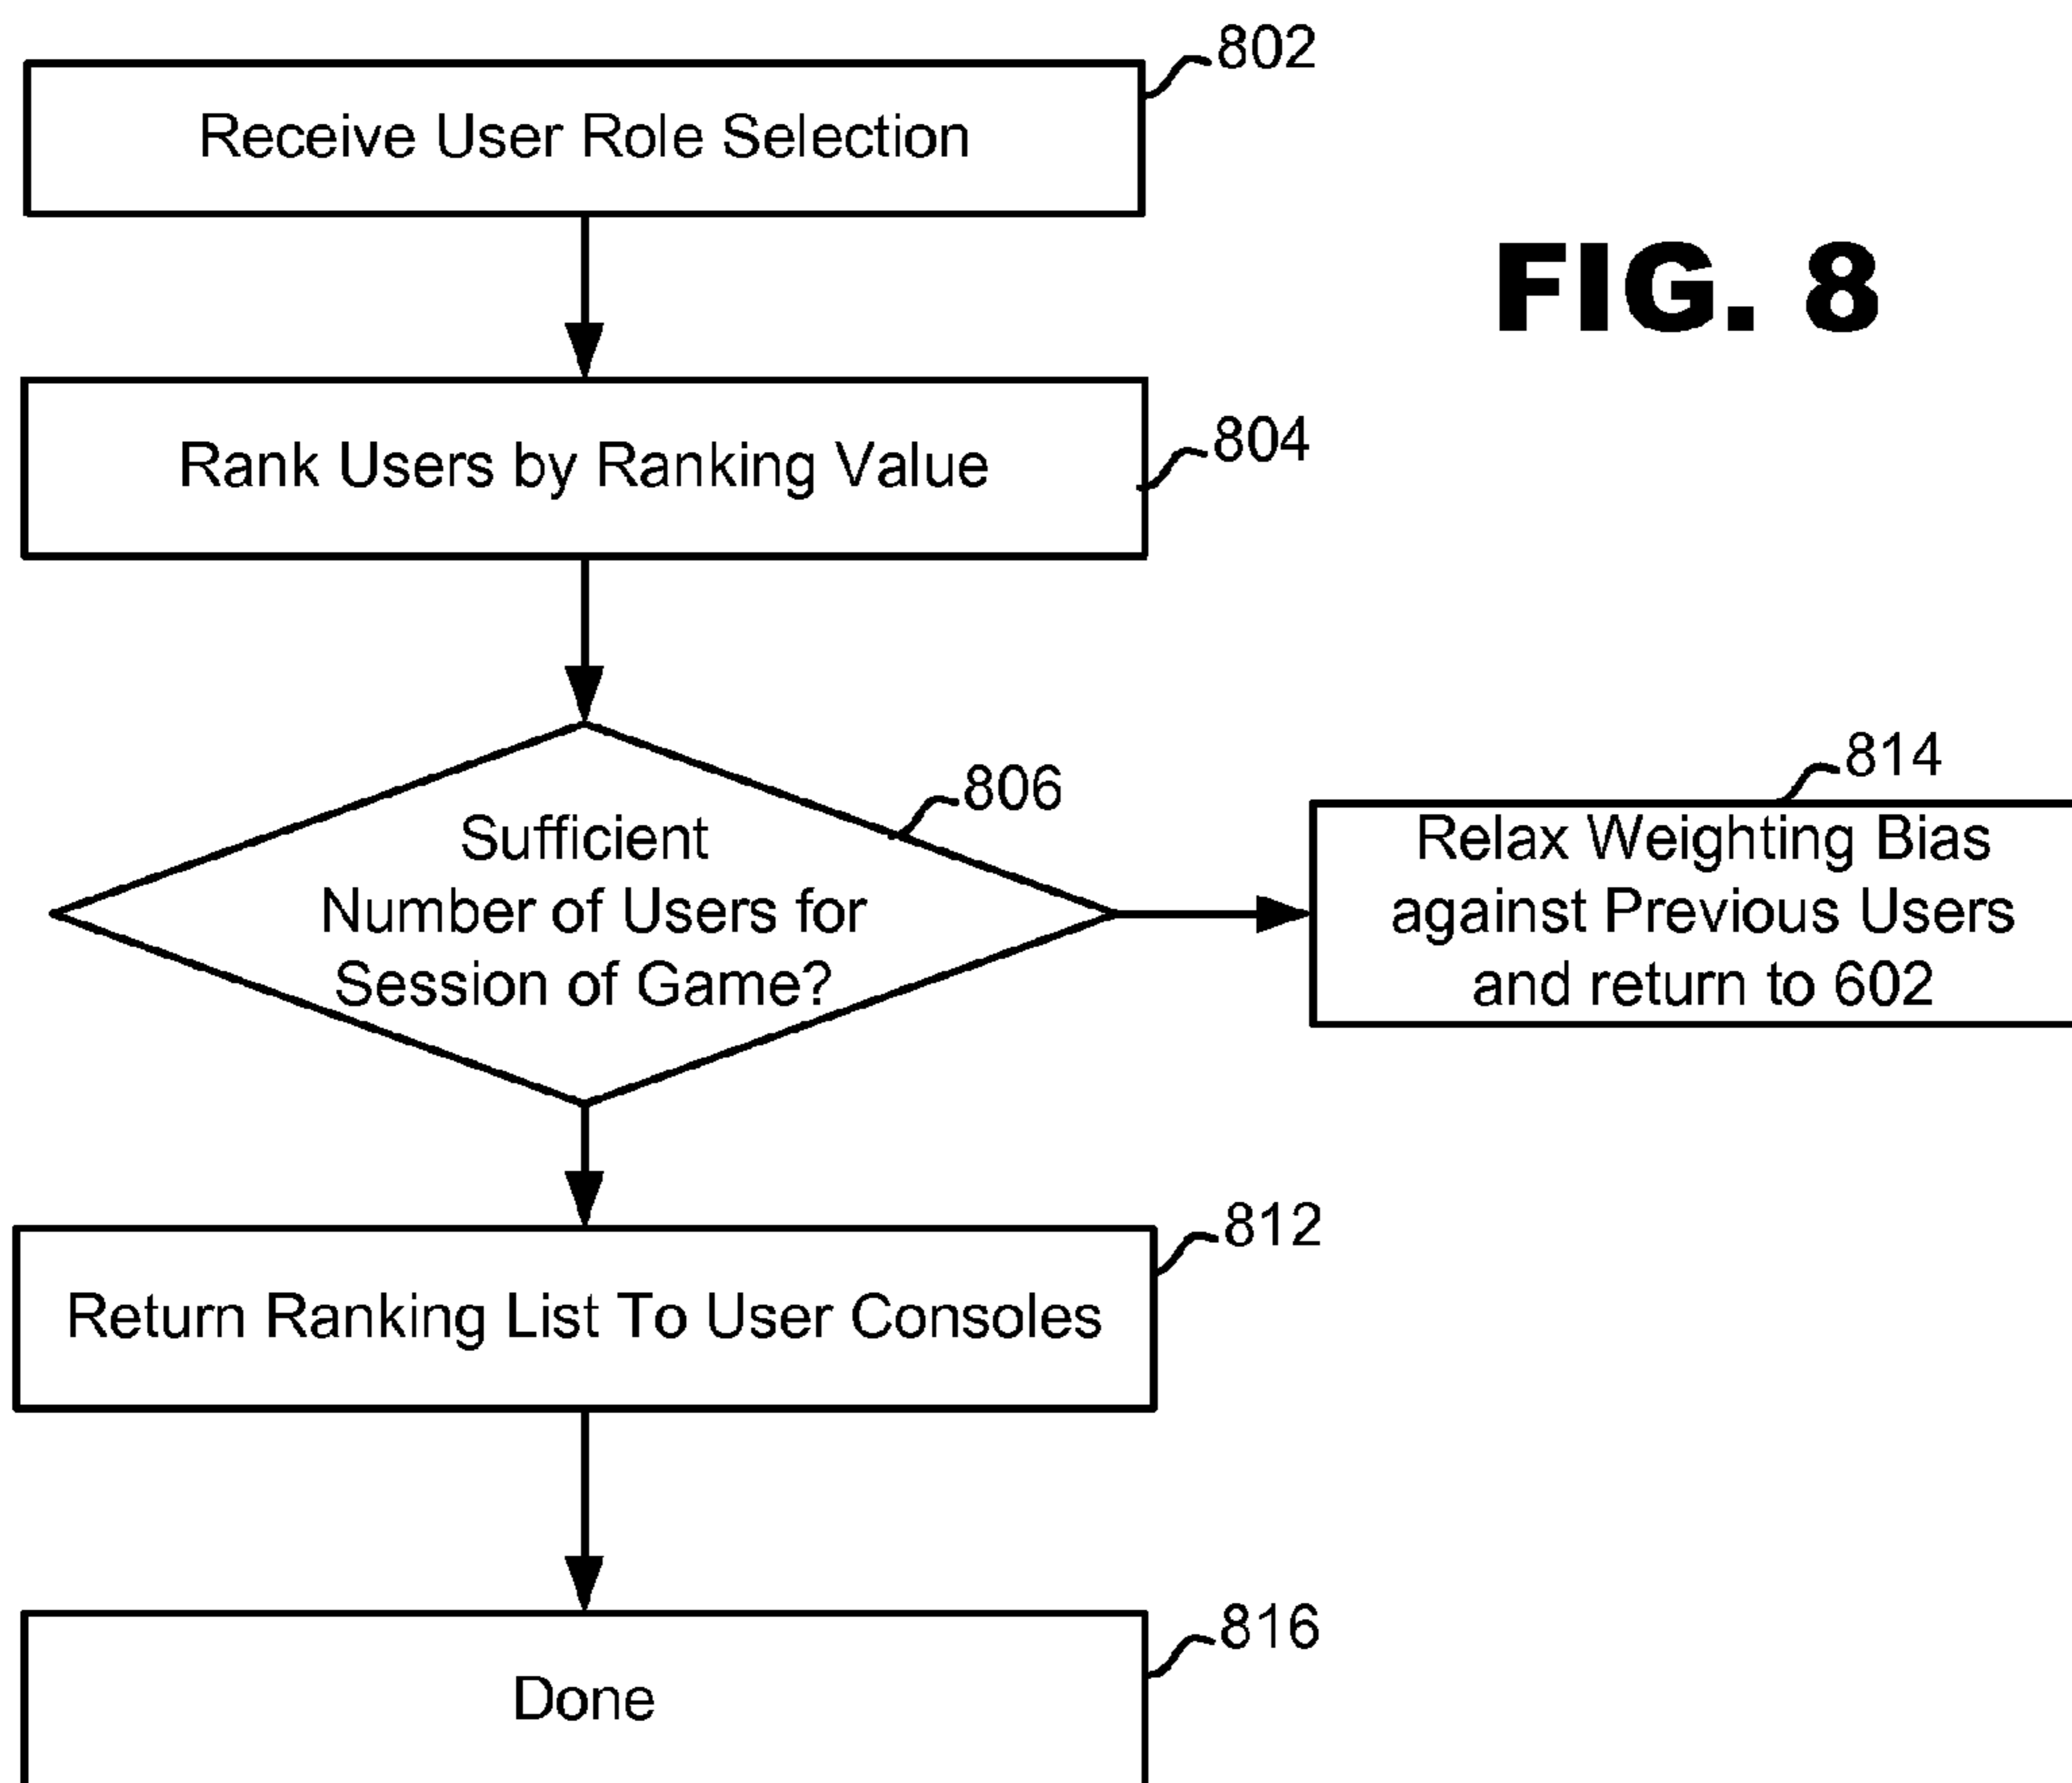 802
Receive User Role Selection
FIG. 8
804
Rank Users by Ranking Value
806
Sufficient
Number of Users for
Session of Game?
814
Relax Weighting Bias
against Previous Users
and return to 602
812
Return Ranking List To User Consoles
816
Done